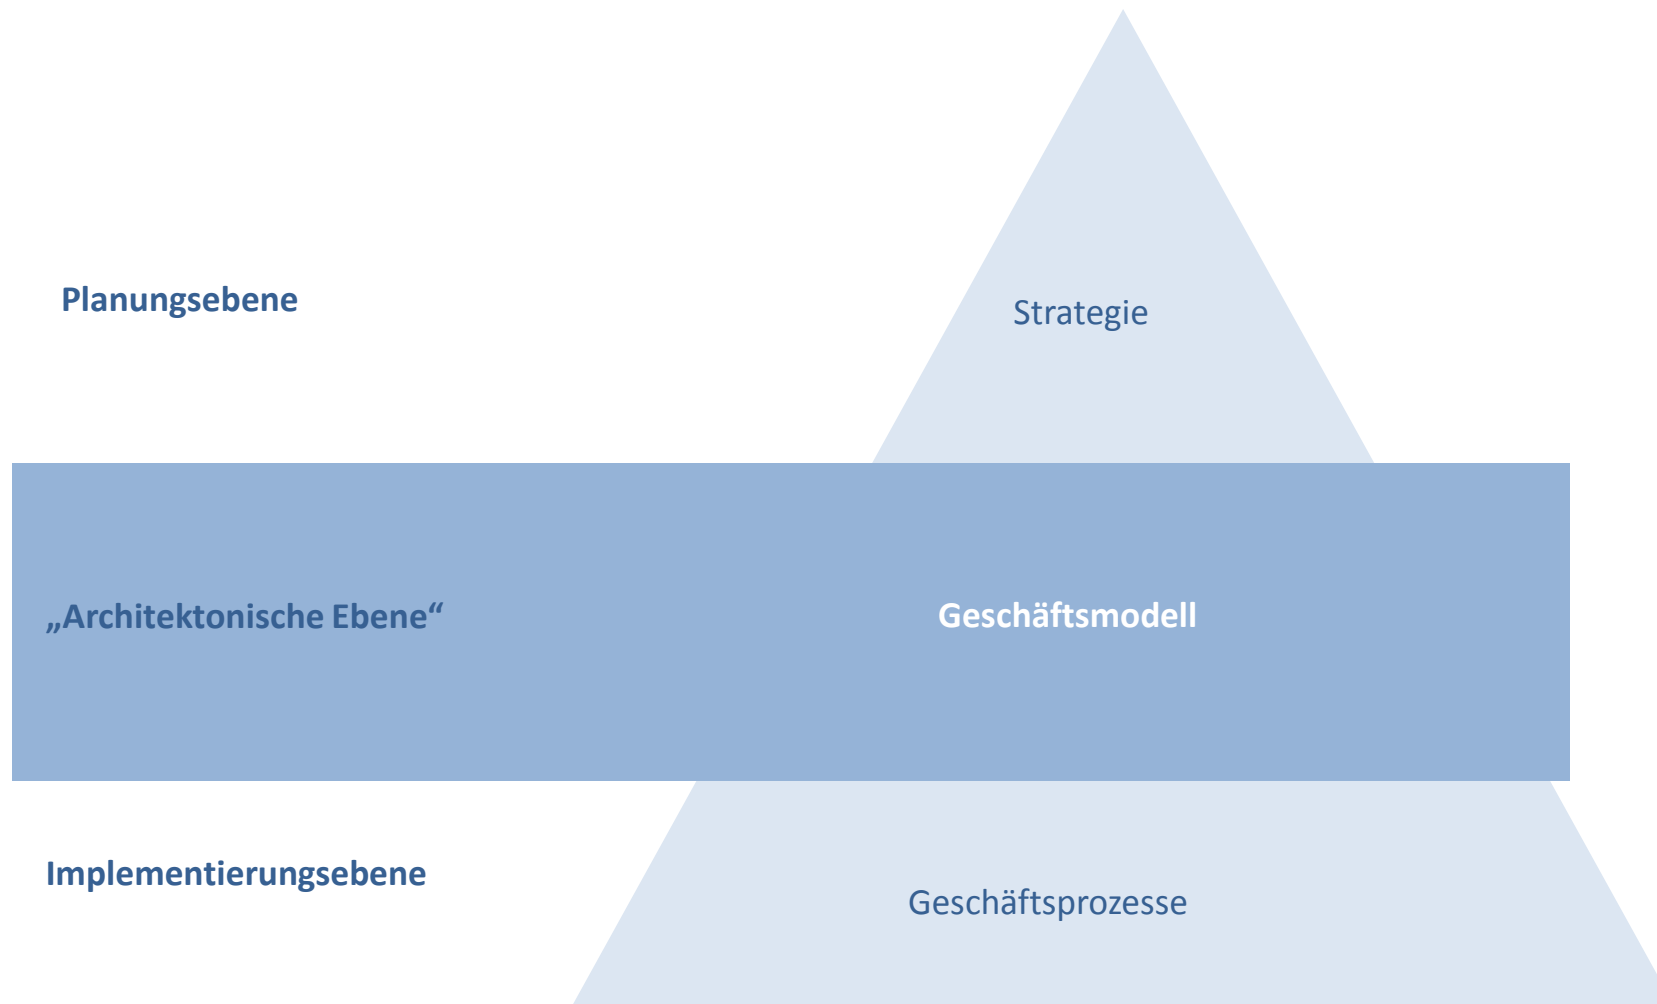 Planungsebene
Strategie
„Architektonische Ebene“
Geschäftsmodell
Implementierungsebene
Geschäftsprozesse